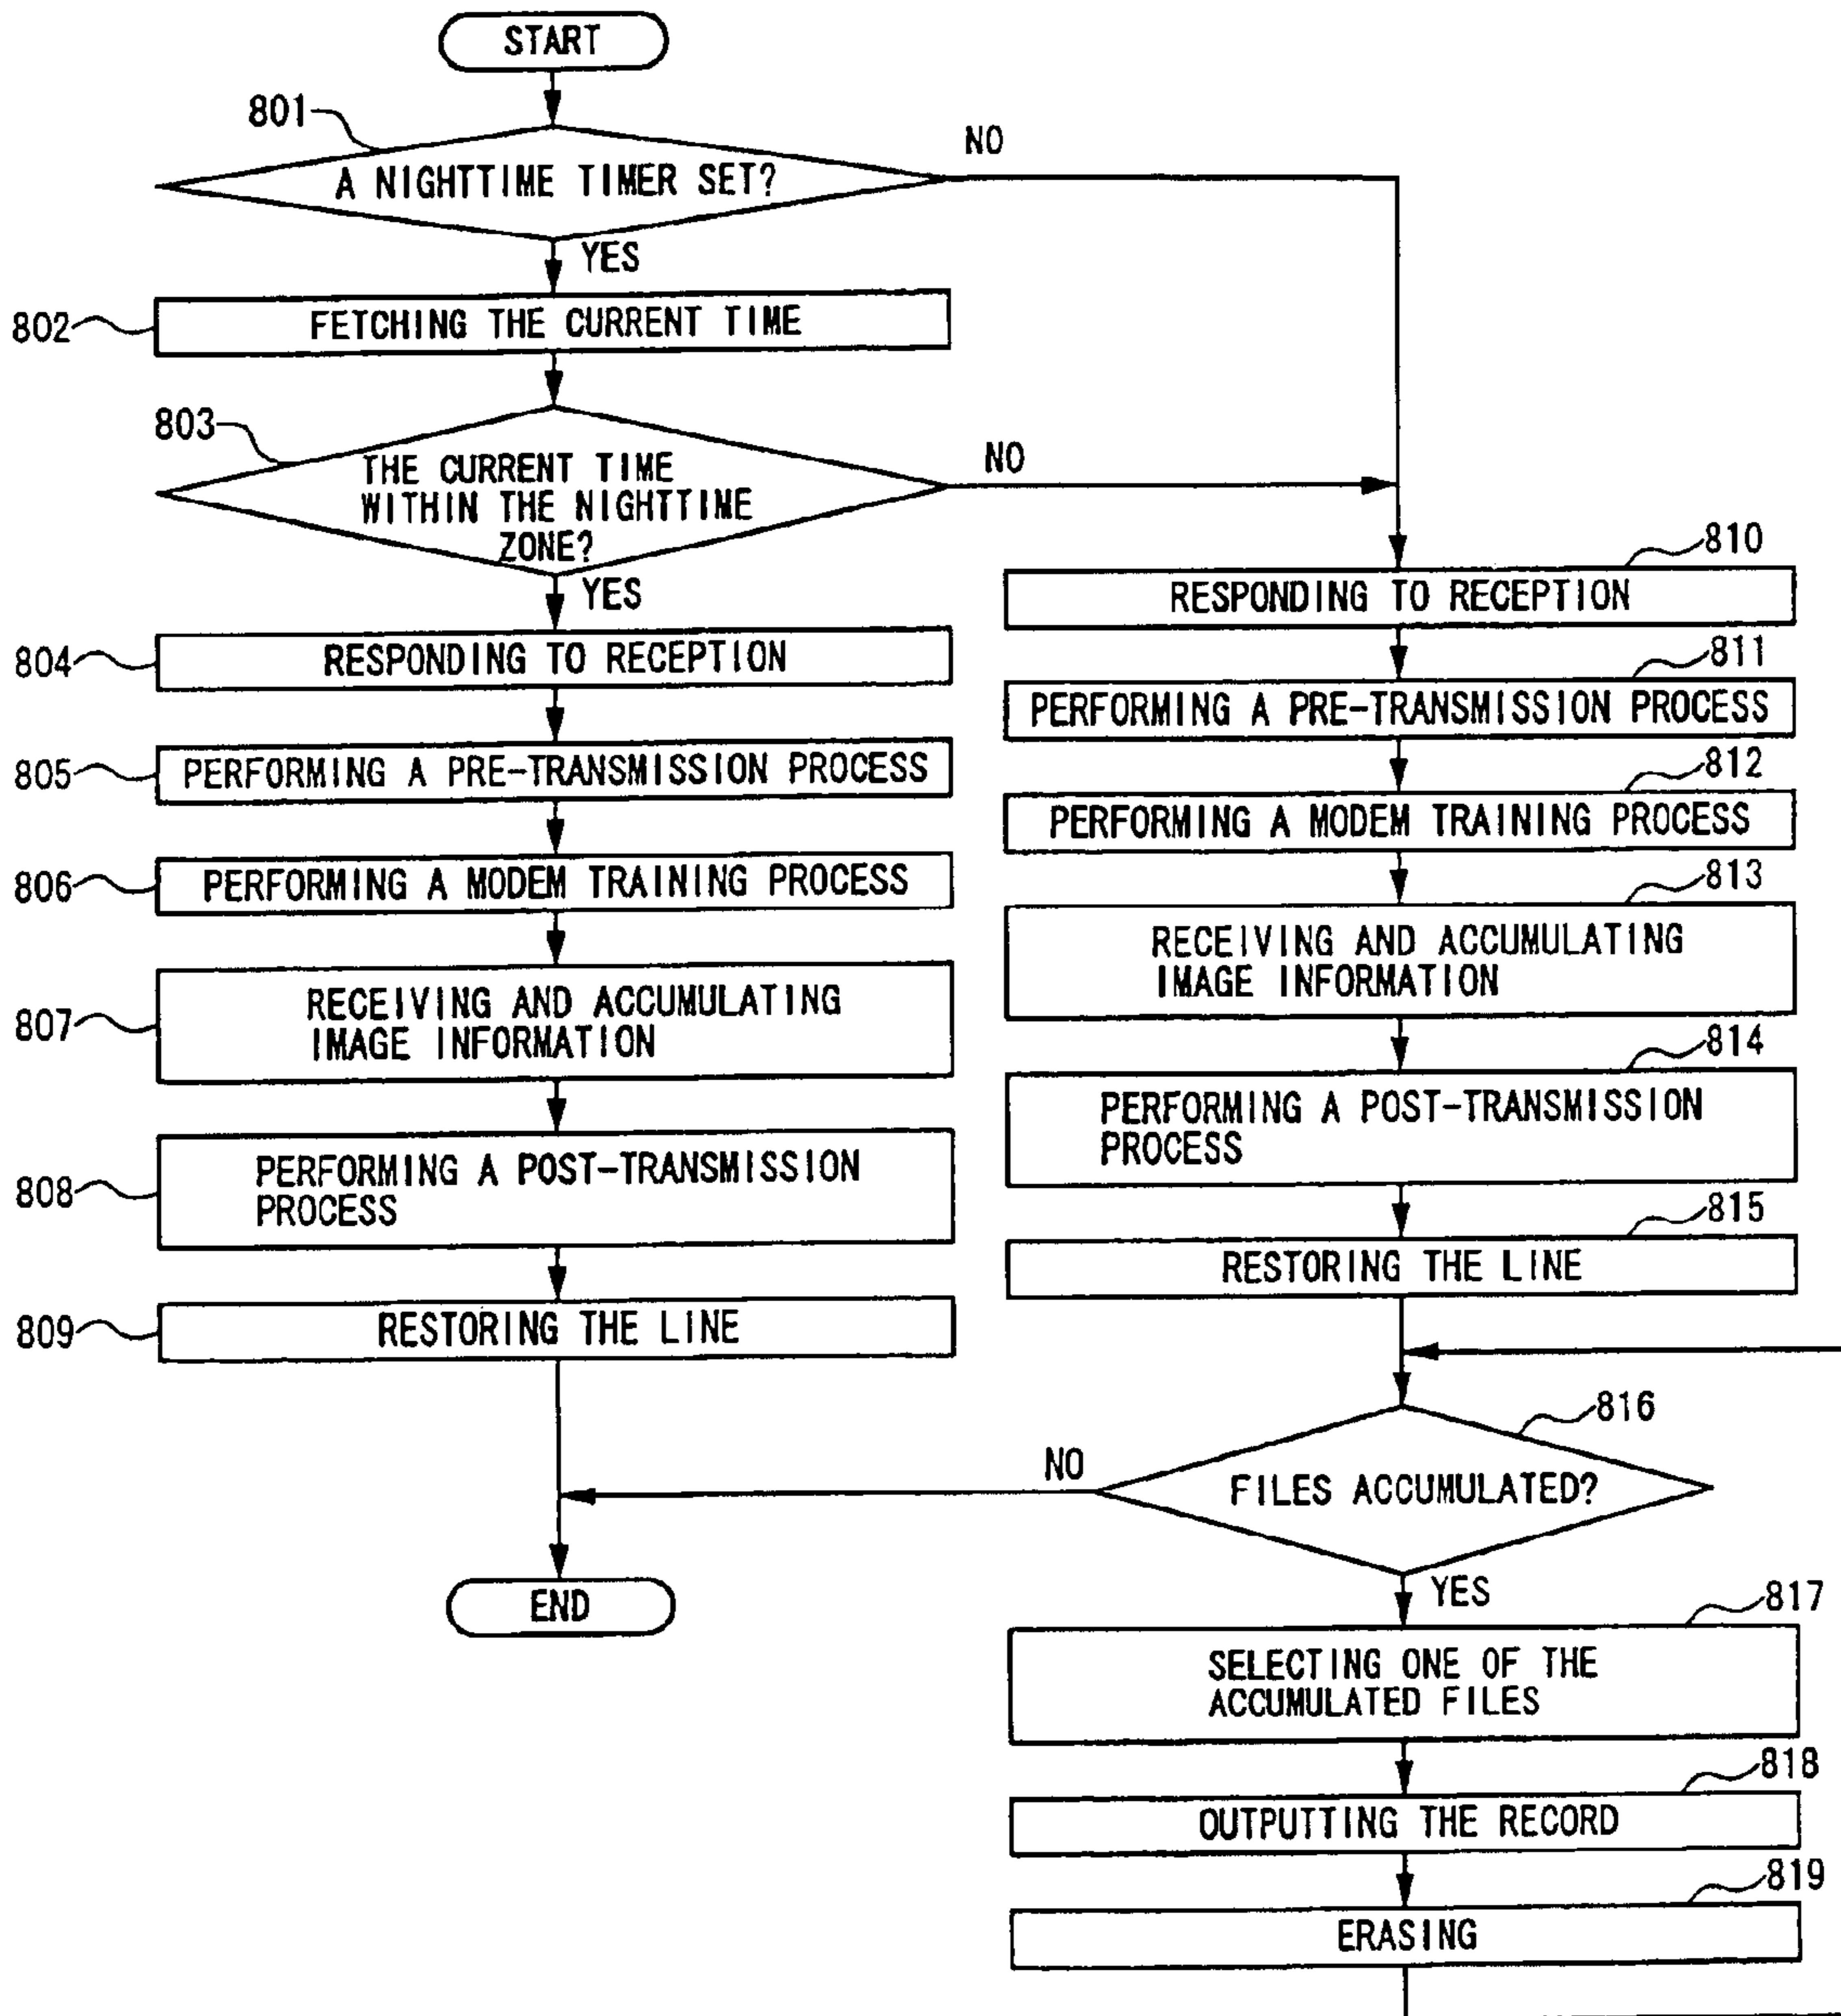 START
801
A NIGHTTIME TIMER SET?
NO
YES
802
FETCHING THE CURRENT TIME
803
THE CURRENT TIME
WITHIN THE NIGHTTIME
ZONE?
NO
YES
804
RESPONDING TO RECEPTION
805
PERFORMING A PRE-TRANSMISSION PROCESS
806
PERFORMING A MODEM TRAINING PROCESS
807
RECEIVING AND ACCUMULATING
IMAGE INFORMATION
808
PERFORMING A POST-TRANSMISSION
PROCESS
809
RESTORING THE LINE
END
810
RESPONDING TO RECEPTION
811
PERFORMING A PRE-TRANSMISSION PROCESS
812
PERFORMING A MODEM TRAINING PROCESS
813
RECEIVING AND ACCUMULATING
IMAGE INFORMATION
814
PERFORMING A POST-TRANSMISSION
PROCESS
815
RESTORING THE LINE
816
FILES ACCUMULATED?
NO
YES
817
SELECTING ONE OF THE
ACCUMULATED FILES
818
OUTPUTTING THE RECORD
819
ERASING